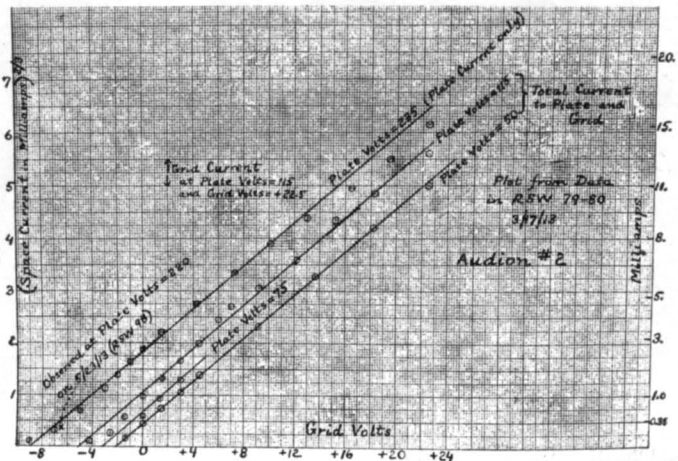 (Space Current in Milliamps)^2/3
7
6
5
4
3
2
1
Plate Volts=225 (Plate Current only)
Plate Volts=115
Plate Volts=50
Total Current
to Plate and
Grid
↑Grid Current
↓ at Plate Volts=115
and Grid Volts=+22.5
Plot from Data
in RSW 79-80
3/17/13
Audion #2
Observed at Plate Volts=220
on 5/23/13 (RSW 98)
Plate Volts=75
Grid Volts
-8
-4
0
+4
+8
+12
+16
+20
+24
20.
15.
11.
8.
5.
3.
1.0
0.35
Milliamps